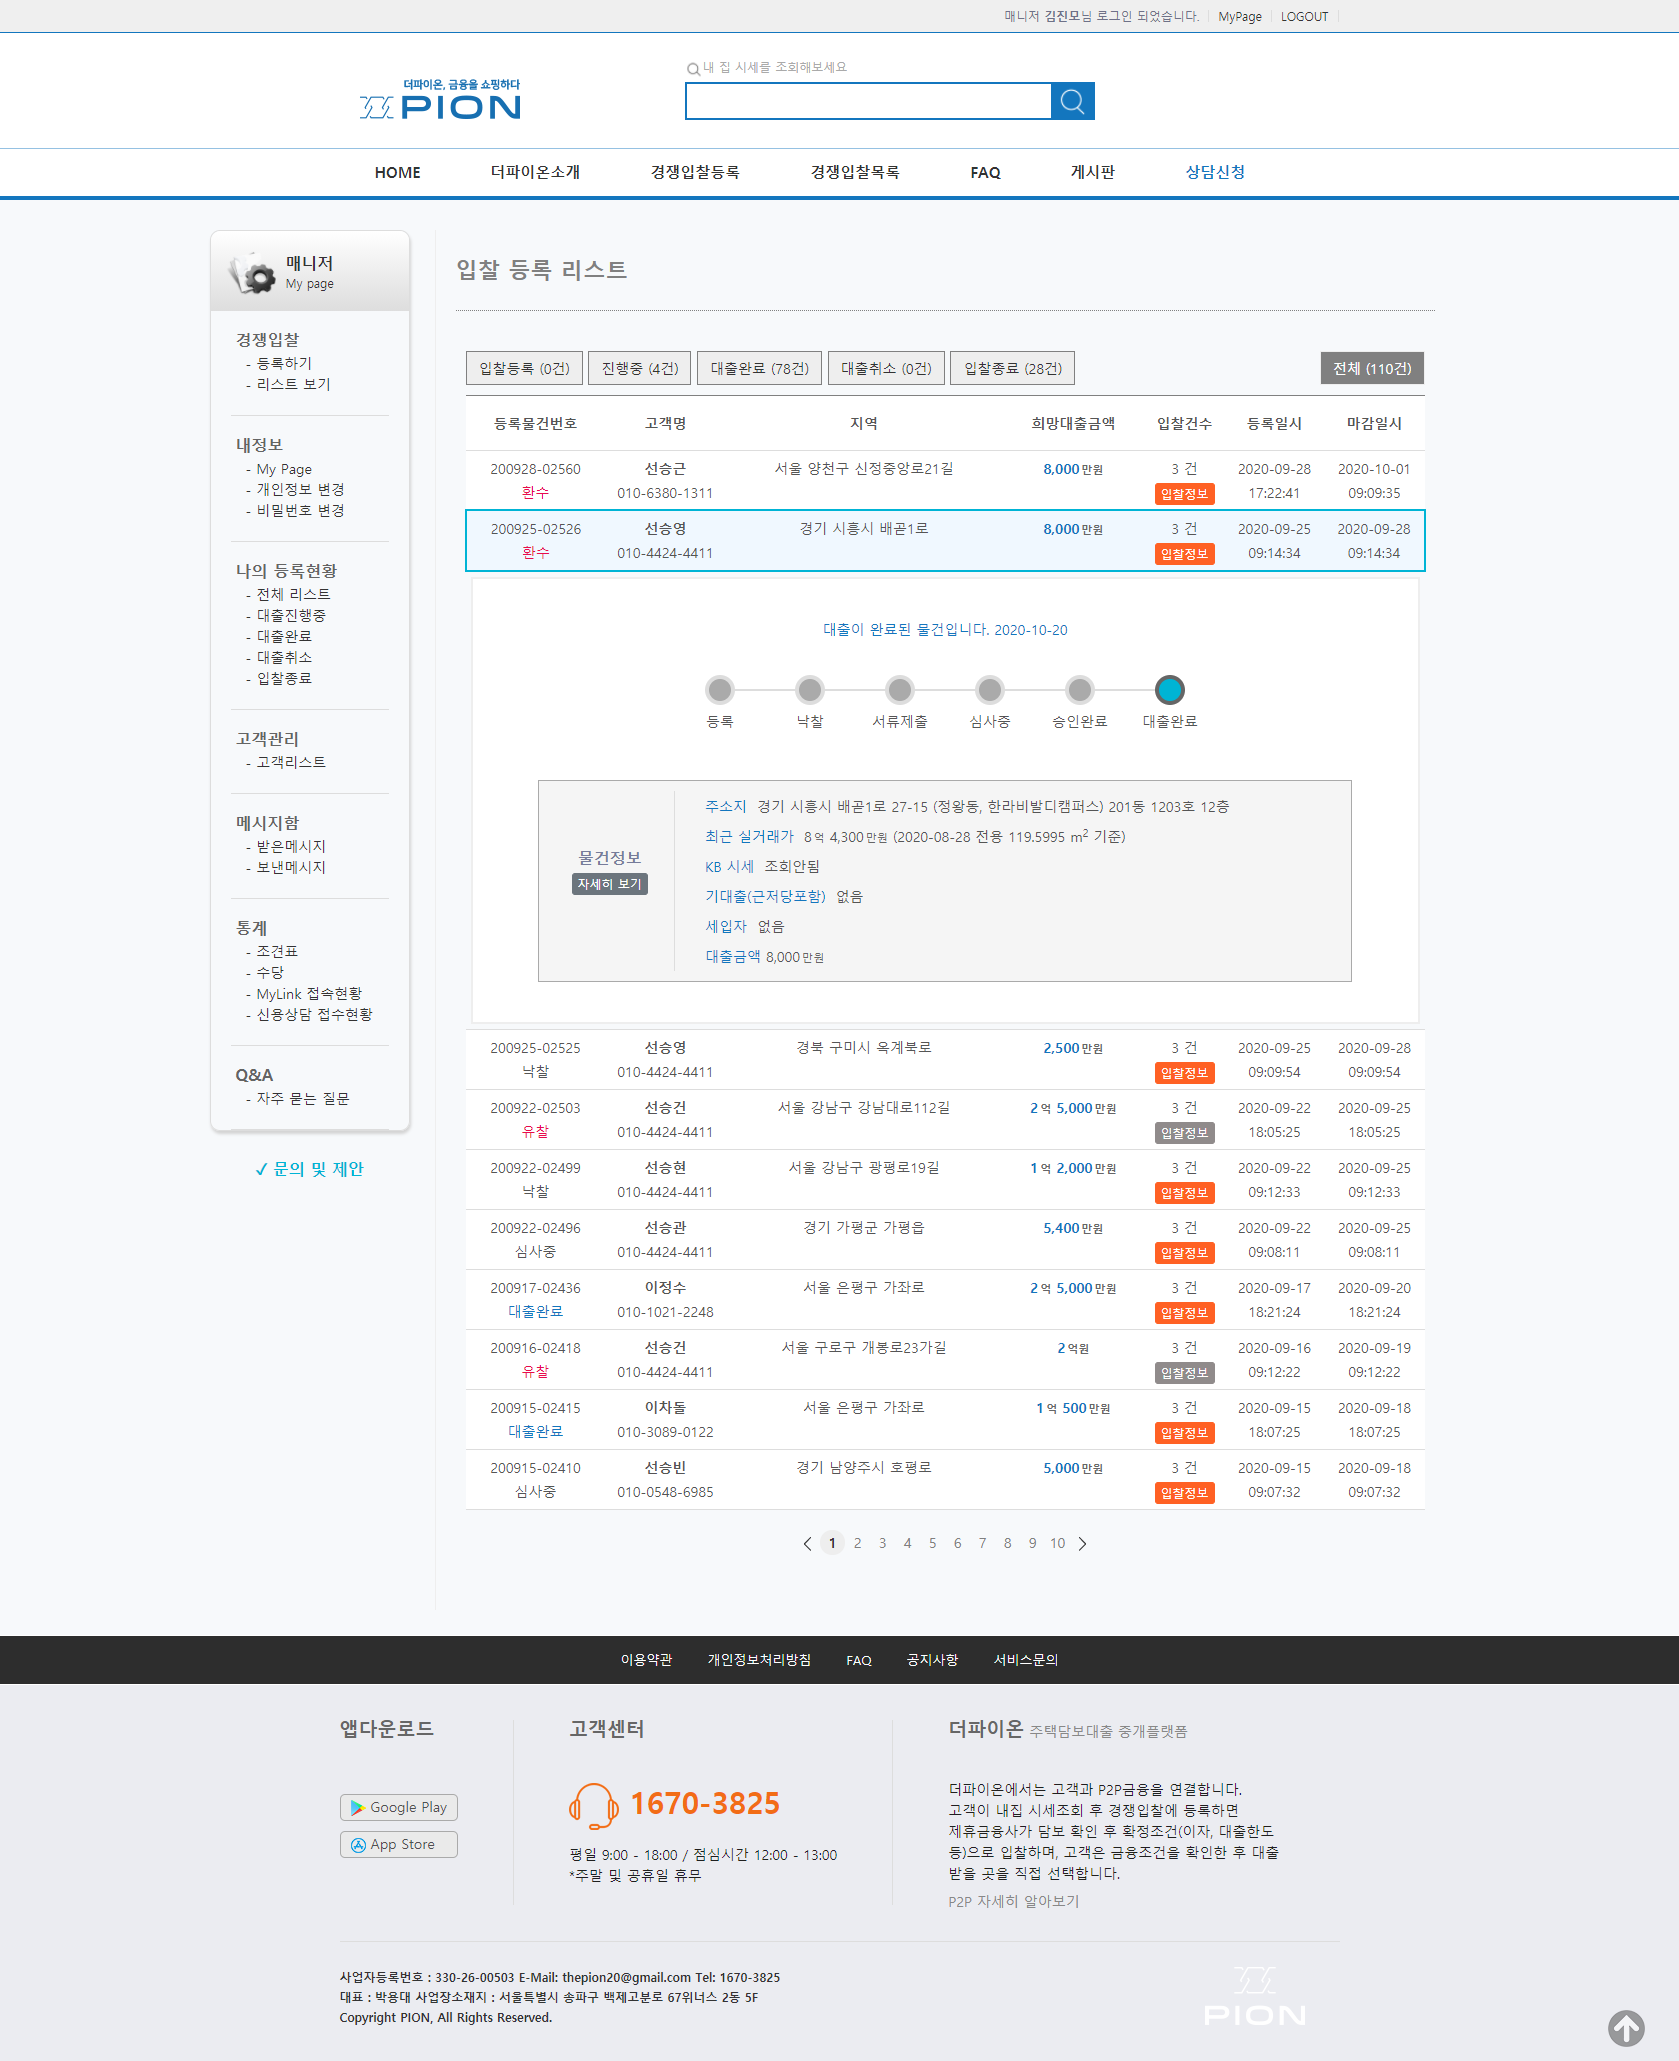 매니저 김진모님 로그인 되었습니다. MyPage LOGOUT
내 집 시세를 조회해보세요
더파이온, 금융을 쇼핑하다
PION
HOME 더파이온소개 경쟁입찰등록 경쟁입찰목록 FAQ 게시판 상담신청
매니저
My page
경쟁입찰
- 등록하기
- 리스트 보기
내정보
- My Page
- 개인정보 변경
- 비밀번호 변경
나의 등록현황
- 전체 리스트
- 대출진행중
- 대출완료
- 대출취소
- 입찰종료
고객관리
- 고객리스트
메시지함
- 받은메시지
- 보낸메시지
통계
- 조견표
- 수당
- MyLink 접속현황
- 신용상담 접수현황
Q&A
- 자주 묻는 질문
✓ 문의 및 제안
입찰 등록 리스트
입찰등록 (0건) 진행중 (4건) 대출완료 (78건) 대출취소 (0건) 입찰종료 (28건) 전체 (110건)
등록물건번호 고객명 지역 희망대출금액 입찰건수 등록일시 마감일시
200928-02560 선승근 서울 양천구 신정중앙로21길 8,000만원 3 건 2020-09-28 2020-10-01
환수 010-6380-1311 입찰정보 17:22:41 09:09:35
200925-02526 선승영 경기 시흥시 배곧1로 8,000만원 3 건 2020-09-25 2020-09-28
환수 010-4424-4411 입찰정보 09:14:34 09:14:34
대출이 완료된 물건입니다. 2020-10-20
등록 낙찰 서류제출 심사중 승인완료 대출완료
물건정보
자세히 보기
주소지 경기 시흥시 배곧1로 27-15 (정왕동, 한라비발디캠퍼스) 201동 1203호 12층
최근 실거래가 8억 4,300만원 (2020-08-28 전용 119.5995 m² 기준)
KB 시세 조회안됨
기대출(근저당포함) 없음
세입자 없음
대출금액 8,000만원
200925-02525 선승영 경북 구미시 옥계북로 2,500만원 3 건 2020-09-25 2020-09-28
낙찰 010-4424-4411 입찰정보 09:09:54 09:09:54
200922-02503 선승건 서울 강남구 강남대로112길 2억 5,000만원 3 건 2020-09-22 2020-09-25
유찰 010-4424-4411 입찰정보 18:05:25 18:05:25
200922-02499 선승현 서울 강남구 광평로19길 1억 2,000만원 3 건 2020-09-22 2020-09-25
낙찰 010-4424-4411 입찰정보 09:12:33 09:12:33
200922-02496 선승관 경기 가평군 가평읍 5,400만원 3 건 2020-09-22 2020-09-25
심사중 010-4424-4411 입찰정보 09:08:11 09:08:11
200917-02436 이정수 서울 은평구 가좌로 2억 5,000만원 3 건 2020-09-17 2020-09-20
대출완료 010-1021-2248 입찰정보 18:21:24 18:21:24
200916-02418 선승건 서울 구로구 개봉로23가길 2억원 3 건 2020-09-16 2020-09-19
유찰 010-4424-4411 입찰정보 09:12:22 09:12:22
200915-02415 이차돌 서울 은평구 가좌로 1억 500만원 3 건 2020-09-15 2020-09-18
대출완료 010-3089-0122 입찰정보 18:07:25 18:07:25
200915-02410 선승빈 경기 남양주시 호평로 5,000만원 3 건 2020-09-15 2020-09-18
심사중 010-0548-6985 입찰정보 09:07:32 09:07:32
1 2 3 4 5 6 7 8 9 10
이용약관 개인정보처리방침 FAQ 공지사항 서비스문의
앱다운로드
Google Play
App Store
고객센터
1670-3825
평일 9:00 - 18:00 / 점심시간 12:00 - 13:00
*주말 및 공휴일 휴무
더파이온 주택담보대출 중개플랫폼
더파이온에서는 고객과 P2P금융을 연결합니다.
고객이 내집 시세조회 후 경쟁입찰에 등록하면
제휴금융사가 담보 확인 후 확정조건(이자, 대출한도
등)으로 입찰하며, 고객은 금융조건을 확인한 후 대출
받을 곳을 직접 선택합니다.
P2P 자세히 알아보기
사업자등록번호 : 330-26-00503 E-Mail: thepion20@gmail.com Tel: 1670-3825
대표 : 박용대 사업장소재지 : 서울특별시 송파구 백제고분로 67위너스 2동 5F
Copyright PION, All Rights Reserved.
PION